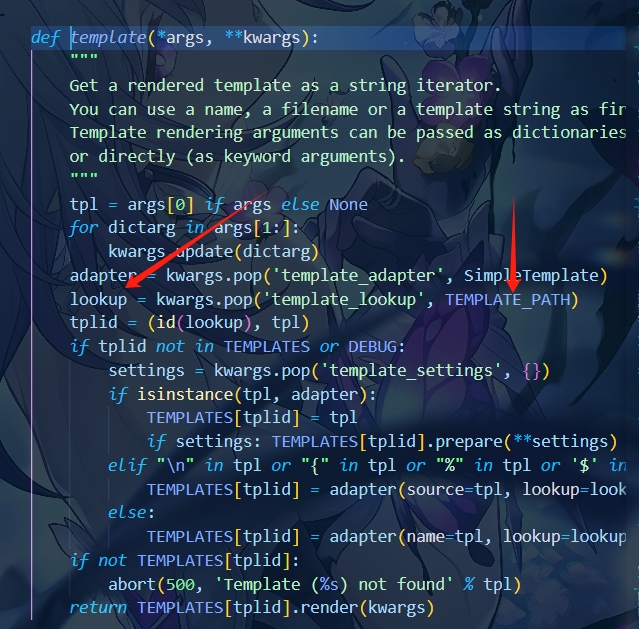 def template(*args, **kwargs):
"""
Get a rendered template as a string iterator.
You can use a name, a filename or a template string as fir
Template rendering arguments can be passed as dictionaries
or directly (as keyword arguments).
"""
tpl = args[0] if args else None
for dictarg in args[1:]:
kwargs.update(dictarg)
adapter = kwargs.pop('template_adapter', SimpleTemplate)
lookup = kwargs.pop('template_lookup', TEMPLATE_PATH)
tplid = (id(lookup), tpl)
if tplid not in TEMPLATES or DEBUG:
settings = kwargs.pop('template_settings', {})
if isinstance(tpl, adapter):
TEMPLATES[tplid] = tpl
if settings: TEMPLATES[tplid].prepare(**settings)
elif "\n" in tpl or "{" in tpl or "%" in tpl or '$' in
TEMPLATES[tplid] = adapter(source=tpl, lookup=look
else:
TEMPLATES[tplid] = adapter(name=tpl, lookup=lookup
if not TEMPLATES[tplid]:
abort(500, 'Template (%s) not found' % tpl)
return TEMPLATES[tplid].render(kwargs)